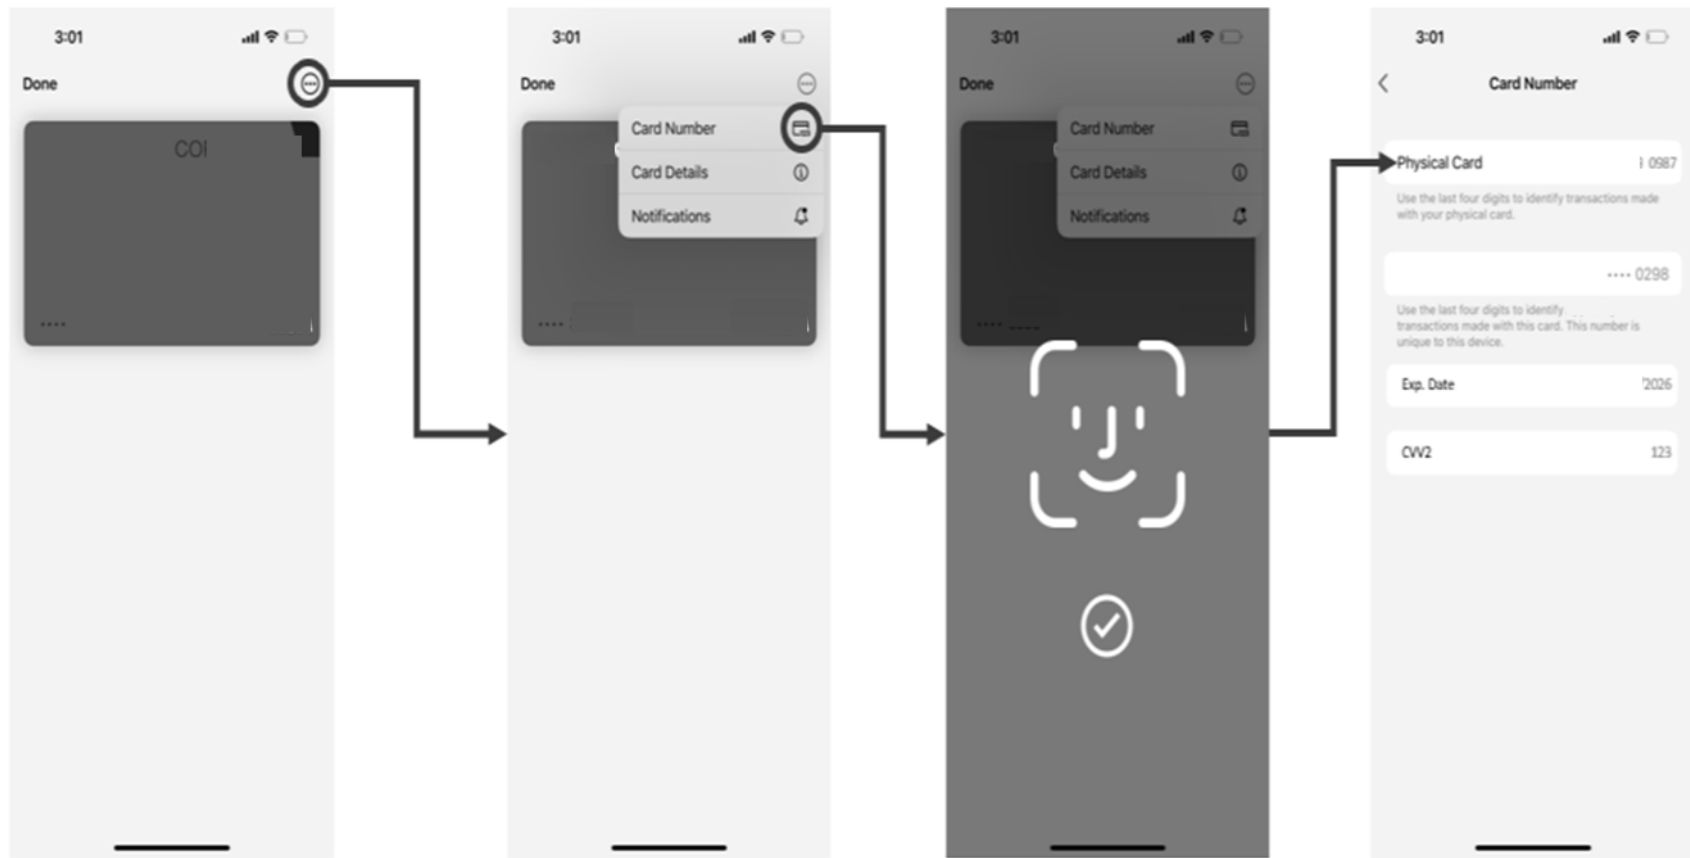 3:01
Done
COI
••••
3:01
Done
Card Number
Card Details
Notifications
••••
3:01
Done
Card Number
Card Details
Notifications
••••
3:01
Card Number
Physical Card 0987
Use the last four digits to identify transactions made
with your physical card.
•••• 0298
Use the last four digits to identify
transactions made with this card. This number is
unique to this device.
Exp. Date /2026
CVV2 123